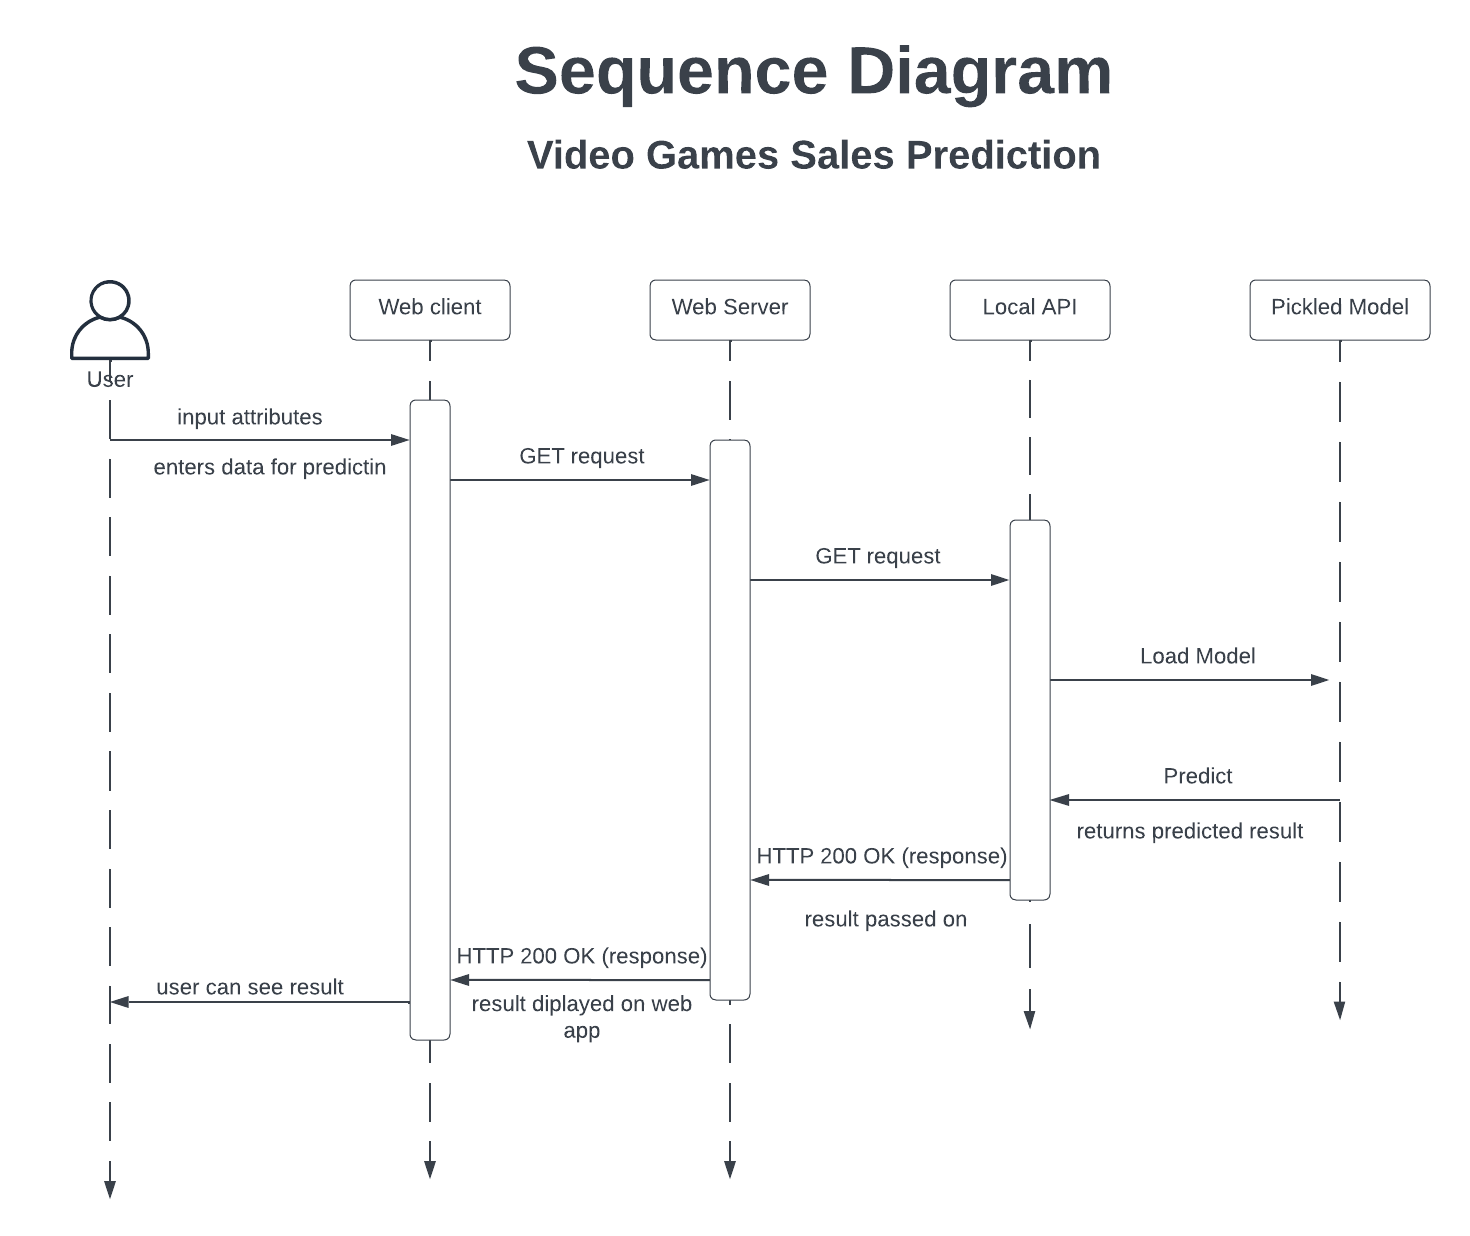 Sequence Diagram
Video Games Sales Prediction
User
Web client
Web Server
Local API
Pickled Model
input attributes
enters data for predictin
GET request
GET request
Load Model
Predict
returns predicted result
HTTP 200 OK (response)
result passed on
HTTP 200 OK (response)
result diplayed on web
app
user can see result